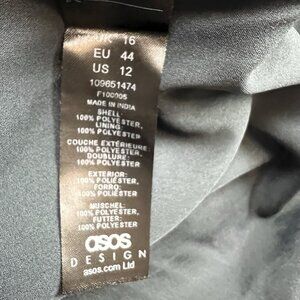 UK 16
EU 44
US 12
109651474
F100905
MADE IN INDIA
SHELL:
100% POLYESTER,
LINING:
100% POLYESTER.
COUCHE EXTÉRIEURE:
100% POLYESTER,
DOUBLURE:
100% POLYESTER.
EXTERIOR:
100% POLIÉSTER,
FORRO:
100% POLIÉSTER.
MUSCHEL:
100% POLYESTER,
FUTTER:
100% POLYESTER.
asos
DESIGN
asos.com Ltd